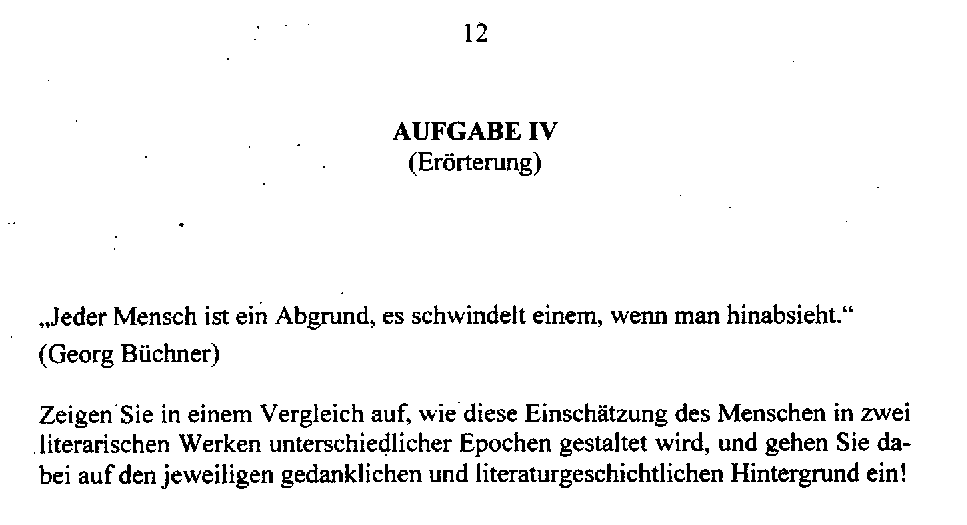 12
AUFGABE IV
(Erörterung)
„Jeder Mensch ist ein Abgrund, es schwindelt einem, wenn man hinabsieht.“
(Georg Büchner)
Zeigen Sie in einem Vergleich auf, wie diese Einschätzung des Menschen in zwei
literarischen Werken unterschiedlicher Epochen gestaltet wird, und gehen Sie da-
bei auf den jeweiligen gedanklichen und literaturgeschichtlichen Hintergrund ein!